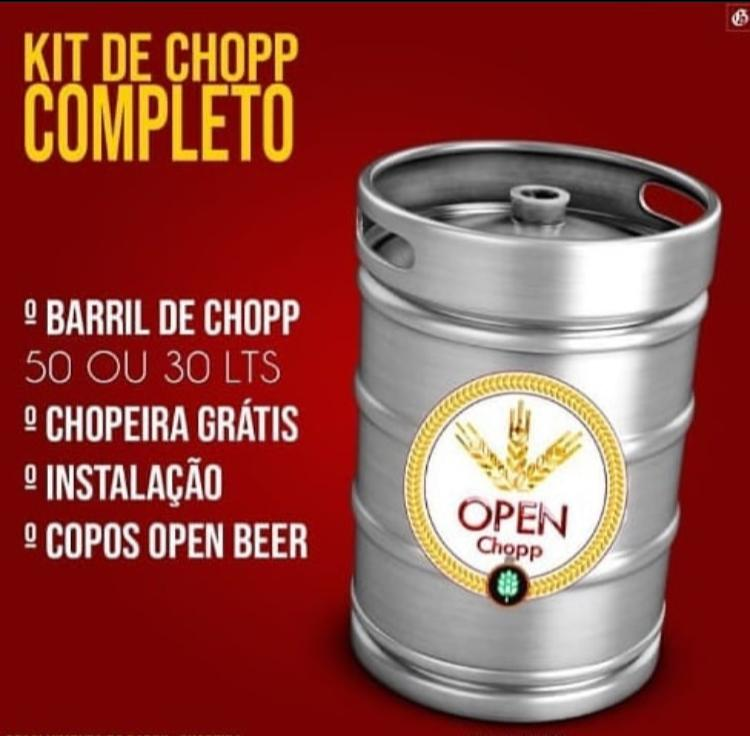 KIT DE CHOPP
COMPLETO
º BARRIL DE CHOPP
50 OU 30 LTS
º CHOPEIRA GRÁTIS
º INSTALAÇÃO
º COPOS OPEN BEER
OPEN
Chopp